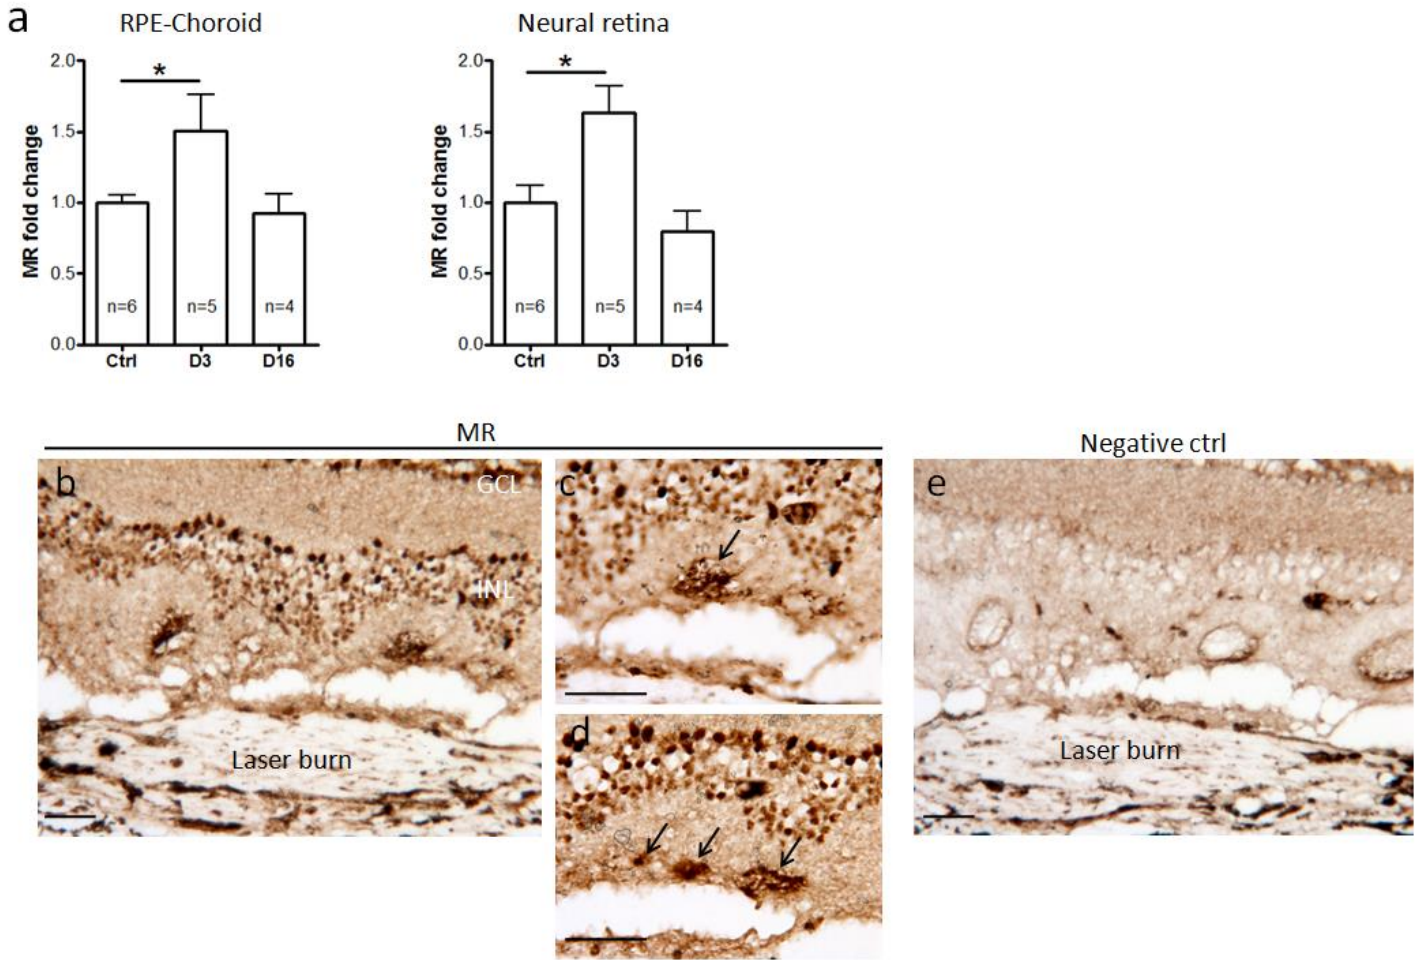 a
RPE-Choroid
Neural retina
MR fold change
2.0
1.5
1.0
0.5
0.0
*
n=6
n=5
n=4
Ctrl
D3
D16
MR fold change
2.0
1.5
1.0
0.5
0.0
*
n=6
n=5
n=4
Ctrl
D3
D16
MR
Negative ctrl
b
GCL
INL
Laser burn
c
d
e
Laser burn